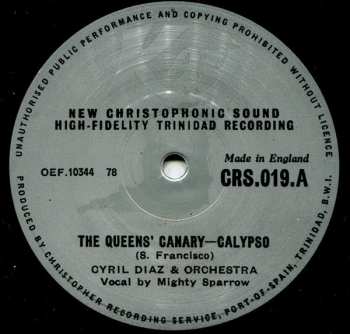 UNAUTHORISED PUBLIC PERFORMANCE AND COPYING PROHIBITED WITHOUT LICENCE
NEW CHRISTOPHONIC SOUND
HIGH-FIDELITY TRINIDAD RECORDING
Made in England
OEF.10344 78
CRS.019.A
THE QUEENS' CANARY—CALYPSO
(S. Francisco)
CYRIL DIAZ & ORCHESTRA
Vocal by Mighty Sparrow
PRODUCED BY CHRISTOPHER RECORDING SERVICE, PORT-OF-SPAIN, TRINIDAD, B.W.I.